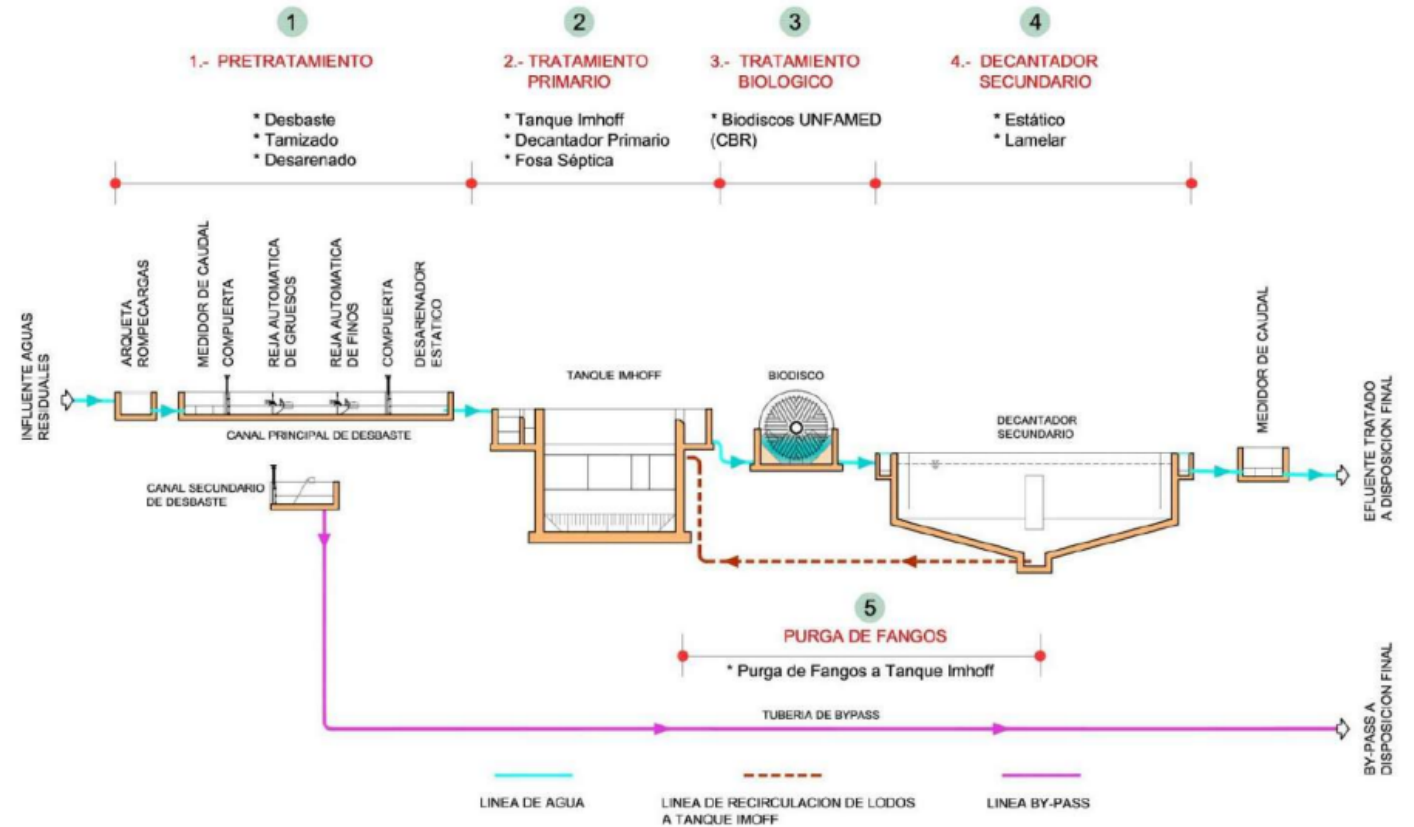 1
1.- PRETRATAMIENTO
* Desbaste
* Tamizado
* Desarenado
2
2.- TRATAMIENTO
PRIMARIO
* Tanque Imhoff
* Decantador Primario
* Fosa Séptica
3
3.- TRATAMIENTO
BIOLOGICO
* Biodiscos UNFAMED
(CBR)
4
4.- DECANTADOR
SECUNDARIO
* Estático
* Lamelar
INFLUENTE AGUAS
RESIDUALES
ARQUETA
ROMPECARGAS
MEDIDOR DE CAUDAL
COMPUERTA
REJA AUTOMATICA
DE GRUESOS
REJA AUTOMATICA
DE FINOS
COMPUERTA
DESARENADOR
ESTATICO
CANAL PRINCIPAL DE DESBASTE
CANAL SECUNDARIO
DE DESBASTE
TANQUE IMHOFF
BIODISCO
DECANTADOR
SECUNDARIO
MEDIDOR DE CAUDAL
EFLUENTE TRATADO
A DISPOSICION FINAL
5
PURGA DE FANGOS
* Purga de Fangos a Tanque Imhoff
TUBERIA DE BYPASS
BY-PASS A
DISPOSICION FINAL
LINEA DE AGUA
LINEA DE RECIRCULACION DE LODOS
A TANQUE IMOFF
LINEA BY-PASS